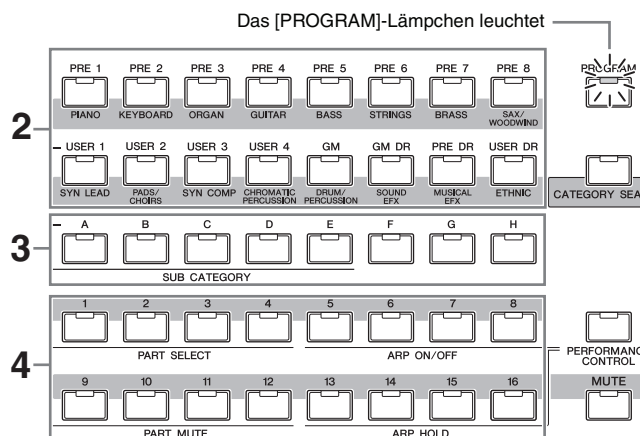 Das [PROGRAM]-Lämpchen leuchtet
PRE 1 PRE 2 PRE 3 PRE 4 PRE 5 PRE 6 PRE 7 PRE 8 PROGRAM
PIANO KEYBOARD ORGAN GUITAR BASS STRINGS BRASS SAX/
WOODWIND
2
USER 1 USER 2 USER 3 USER 4 GM GM DR PRE DR USER DR
SYN LEAD PADS/
CHOIRS SYN COMP CHROMATIC
PERCUSSION DRUM/
PERCUSSION SOUND
EFX MUSICAL
EFX ETHNIC CATEGORY SEA
3
A B C D E F G H
SUB CATEGORY
4
1 2 3 4 5 6 7 8
PART SELECT ARP ON/OFF PERFORMANC
CONTROL
9 10 11 12 13 14 15 16 MUTE
PART MUTE ARP HOLD